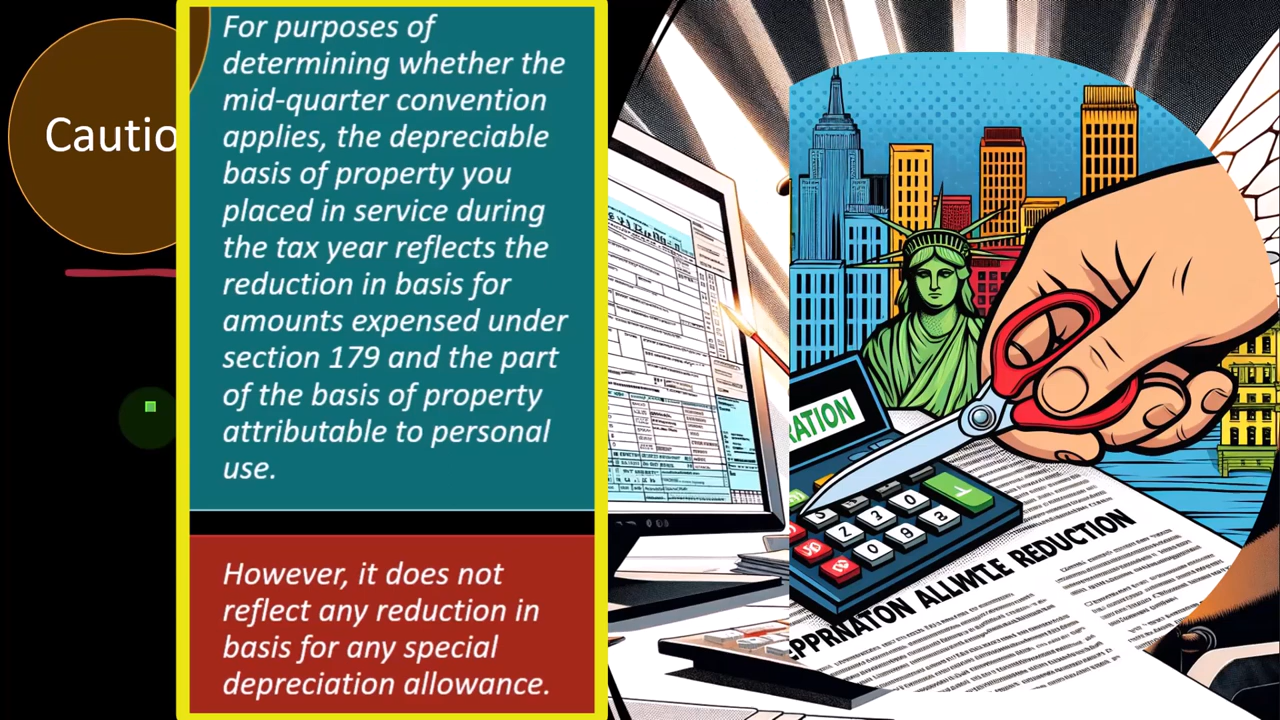 Cautio
For purposes of
determining whether the
mid-quarter convention
applies, the depreciable
basis of property you
placed in service during
the tax year reflects the
reduction in basis for
amounts expensed under
section 179 and the part
of the basis of property
attributable to personal
use.
However, it does not
reflect any reduction in
basis for any special
depreciation allowance.
RATION
PPRNATON ALLWTLE REDUCTION